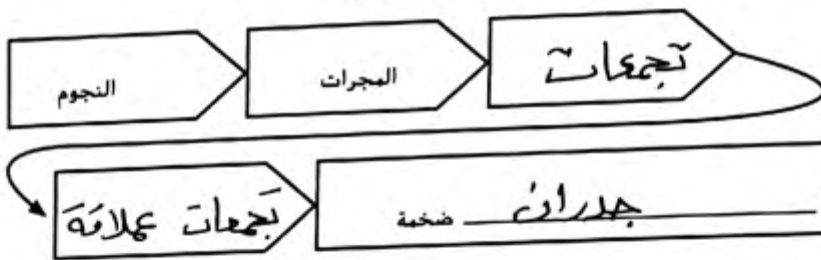 النجوم
المجرات
تجمعات
تجمعات عملاقة
جدران ضخمة